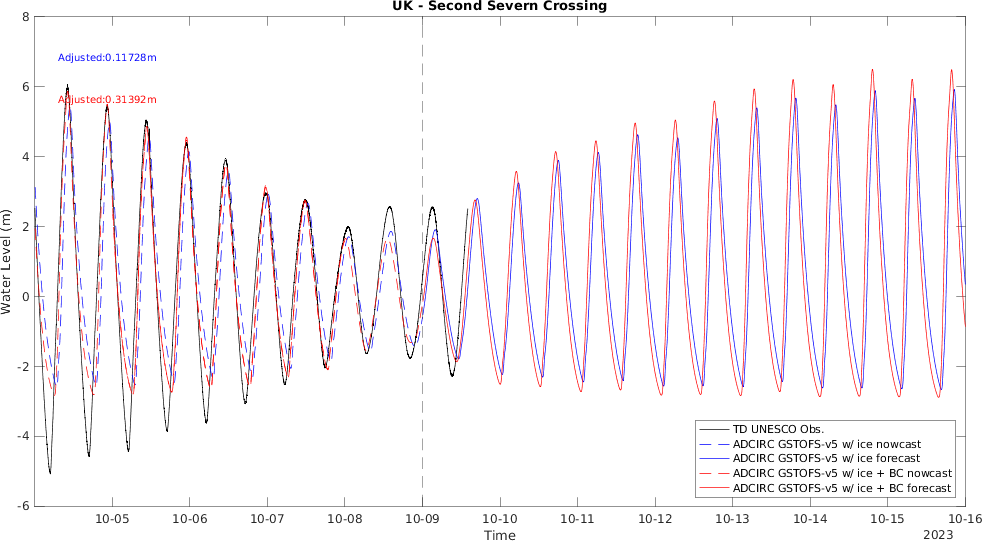 UK - Second Severn Crossing
8
6
4
2
0
-2
-4
-6
Water Level (m)
Adjusted:0.11728m
Adjusted:0.31392m
TD UNESCO Obs.
ADCIRC GSTOFS-v5 w/ ice nowcast
ADCIRC GSTOFS-v5 w/ ice forecast
ADCIRC GSTOFS-v5 w/ ice + BC nowcast
ADCIRC GSTOFS-v5 w/ ice + BC forecast
10-05 10-06 10-07 10-08 10-09 10-10 10-11 10-12 10-13 10-14 10-15 10-16
Time
2023